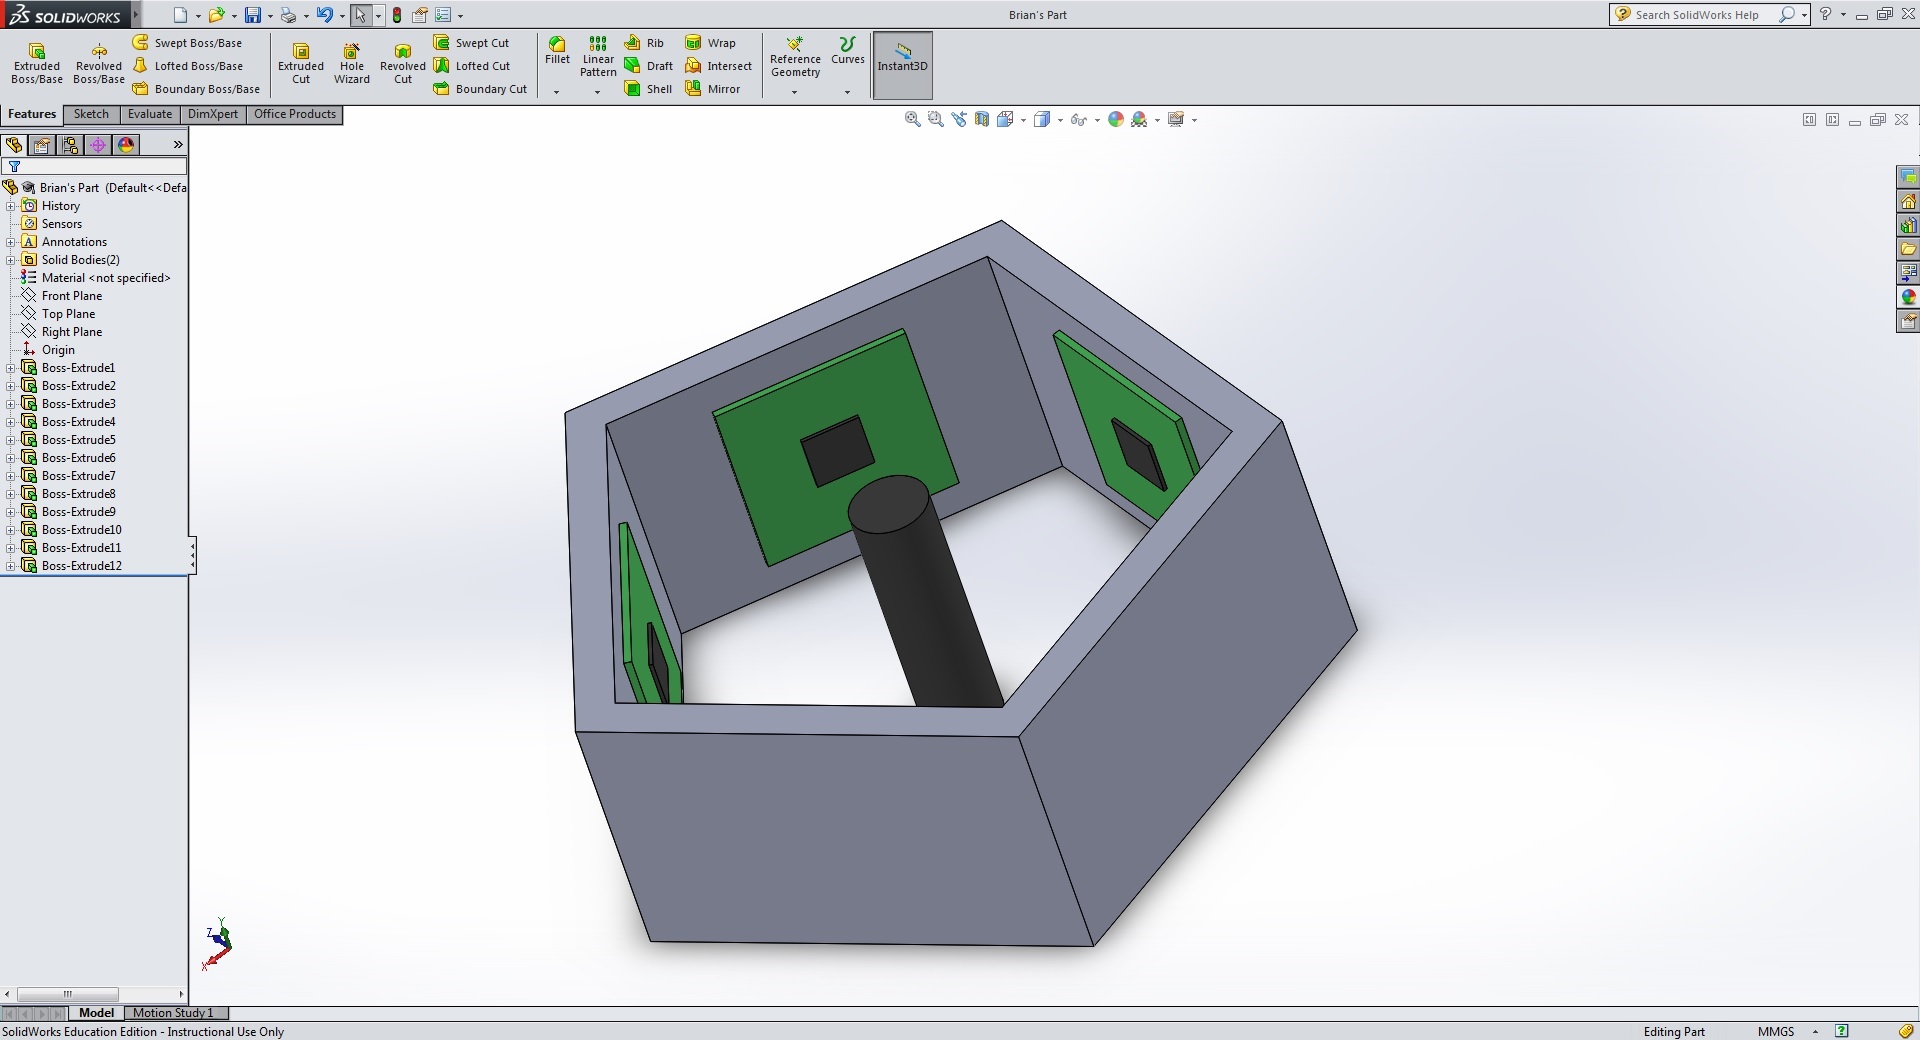 SOLIDWORKS
Brian's Part
Search SolidWorks Help
Extruded Boss/Base
Revolved Boss/Base
Swept Boss/Base
Lofted Boss/Base
Boundary Boss/Base
Extruded Cut
Hole Wizard
Revolved Cut
Swept Cut
Lofted Cut
Boundary Cut
Fillet
Linear Pattern
Rib
Draft
Shell
Wrap
Intersect
Mirror
Reference Geometry
Curves
Instant3D
Features
Sketch
Evaluate
DimXpert
Office Products
Brian's Part (Default<<Defa
History
Sensors
Annotations
Solid Bodies(2)
Material <not specified>
Front Plane
Top Plane
Right Plane
Origin
Boss-Extrude1
Boss-Extrude2
Boss-Extrude3
Boss-Extrude4
Boss-Extrude5
Boss-Extrude6
Boss-Extrude7
Boss-Extrude8
Boss-Extrude9
Boss-Extrude10
Boss-Extrude11
Boss-Extrude12
Y
Z
X
Model
Motion Study 1
SolidWorks Education Edition - Instructional Use Only
Editing Part
MMGS